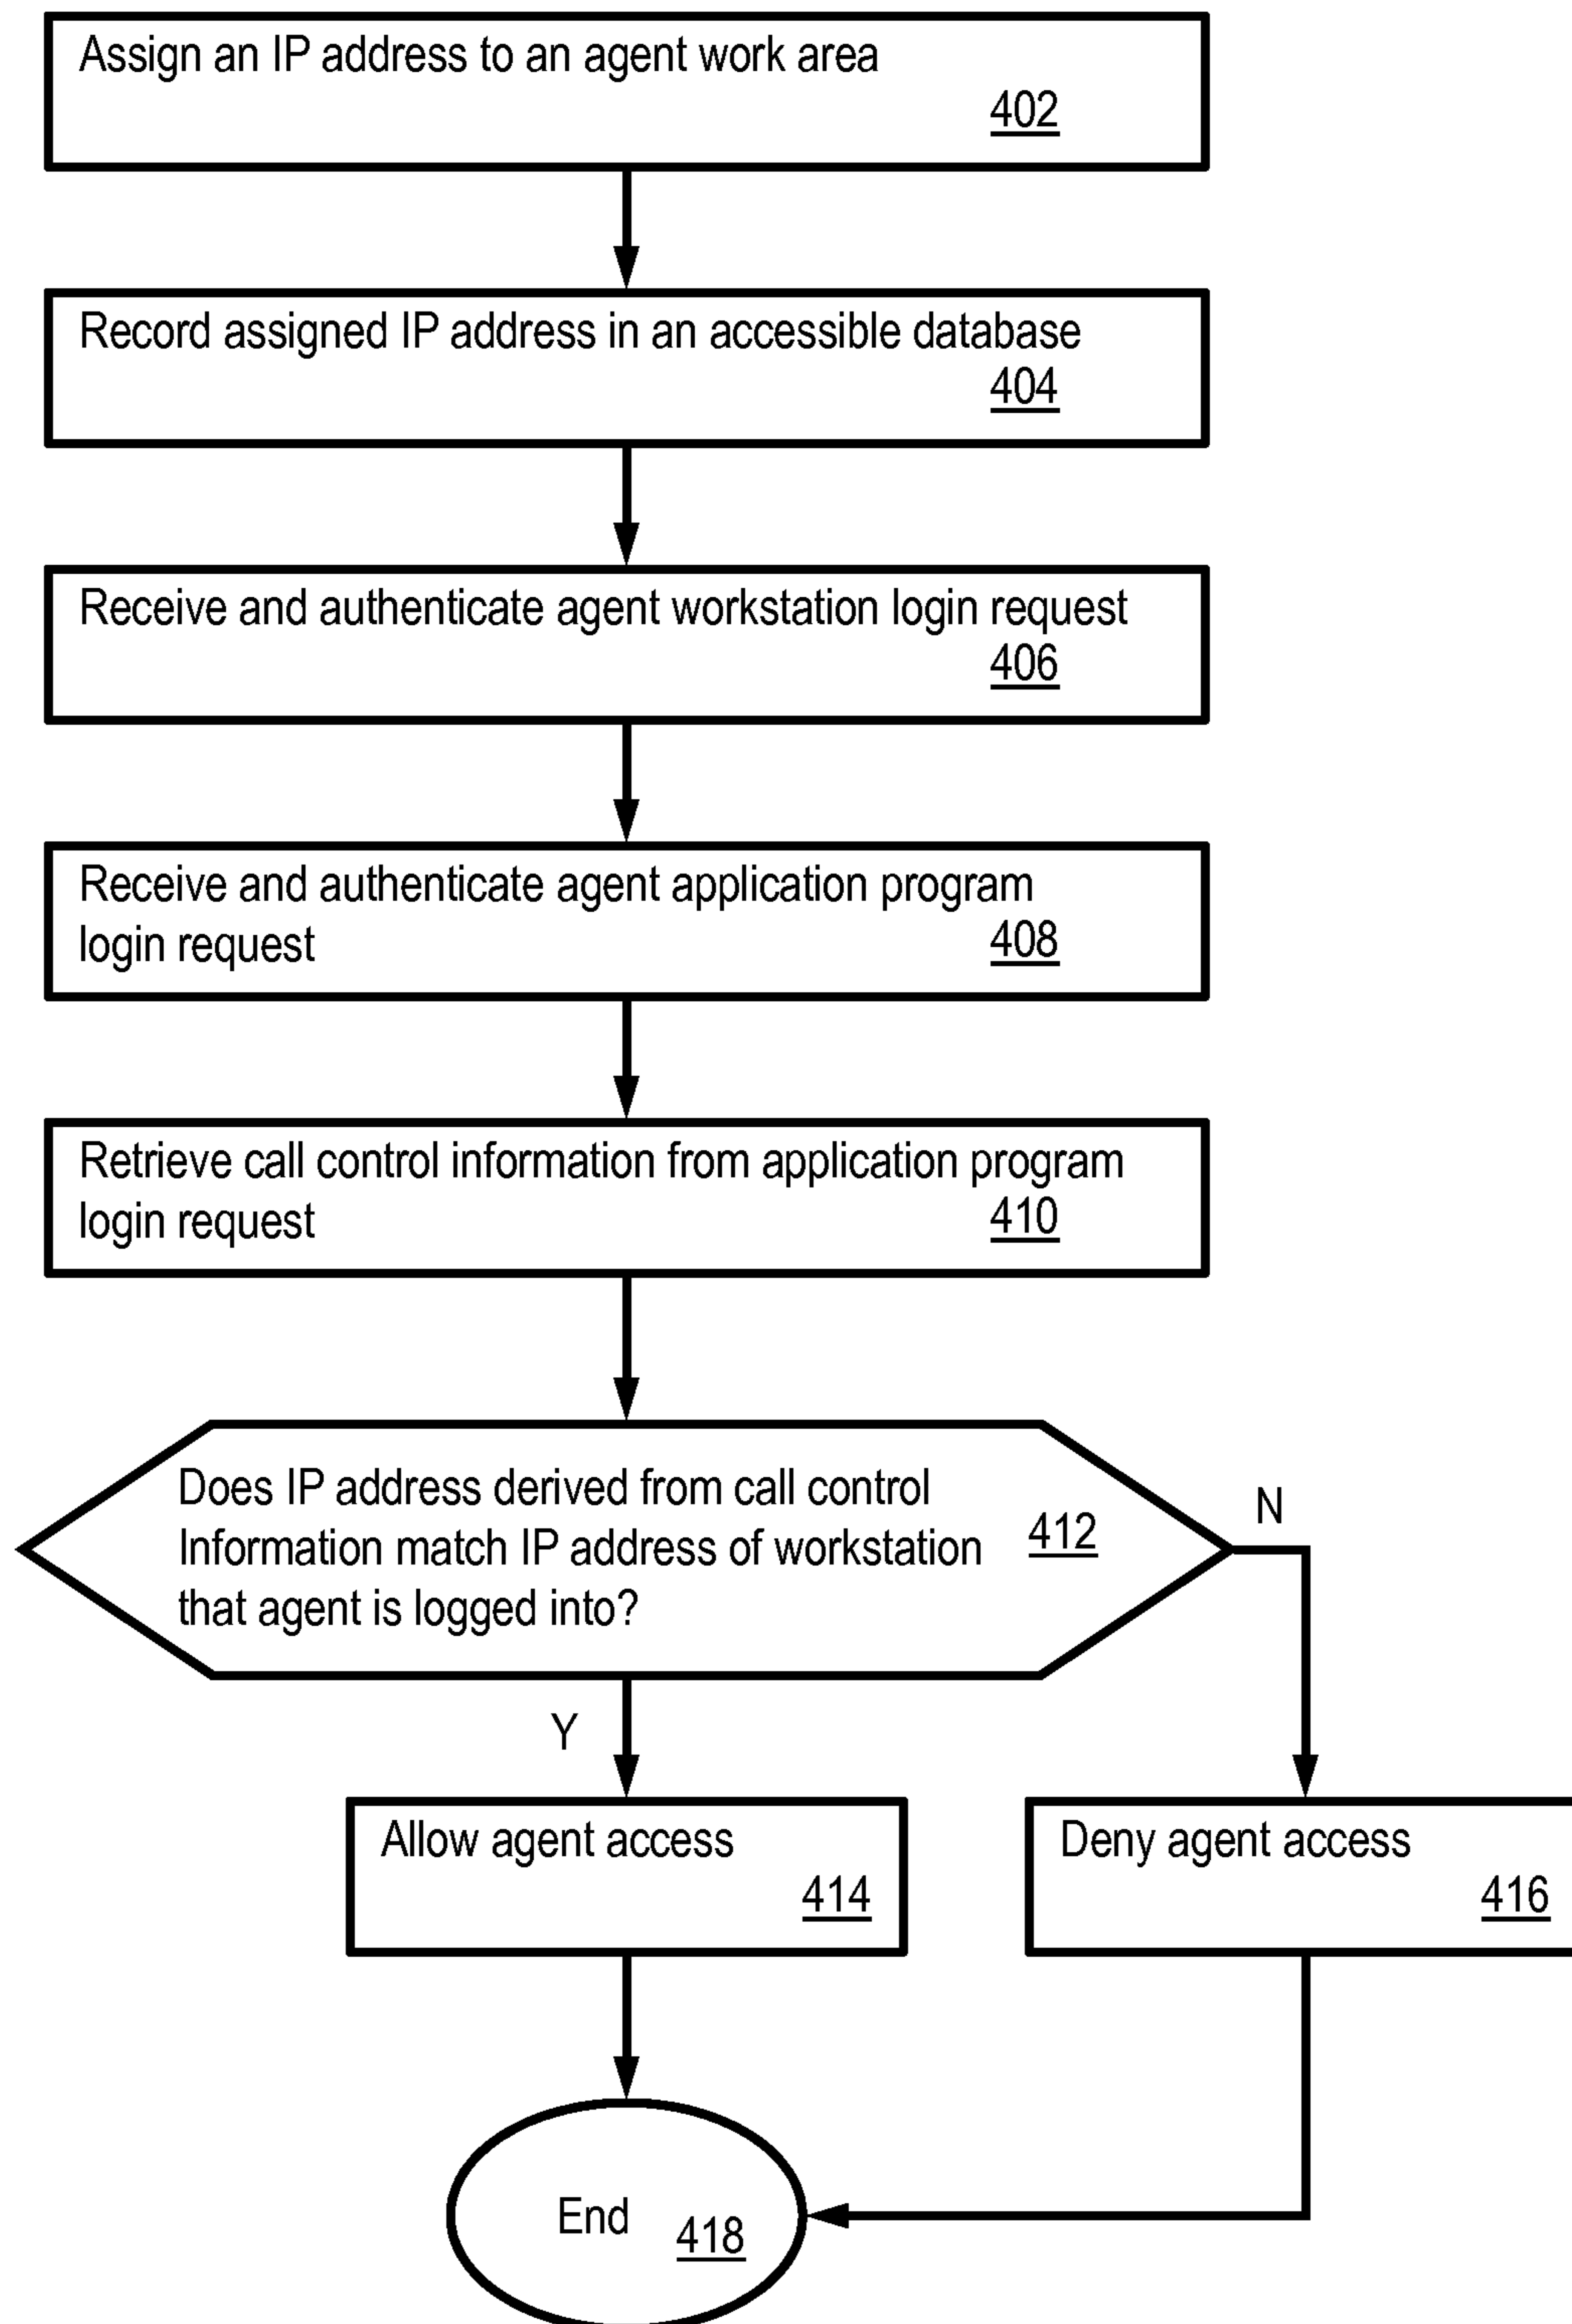 Assign an IP address to an agent work area
402
Record assigned IP address in an accessible database
404
Receive and authenticate agent workstation login request
406
Receive and authenticate agent application program
login request
408
Retrieve call control information from application program
login request
410
Does IP address derived from call control
Information match IP address of workstation
that agent is logged into?
412
N
Y
Allow agent access
414
Deny agent access
416
End
418